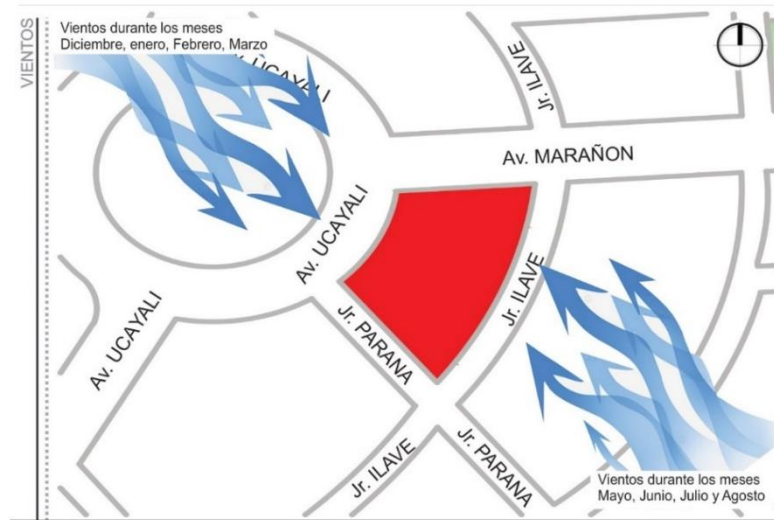 VIENTOS
Vientos durante los meses
Diciembre, enero, Febrero, Marzo
UCAYALI
Jr. ILAVE
Av. MARAÑON
Av. UCAYALI
Jr. ILAVE
Av. UCAYALI
Jr. PARANA
Jr. ILAVE
Jr. PARANA
Vientos durante los meses
Mayo, Junio, Julio y Agosto